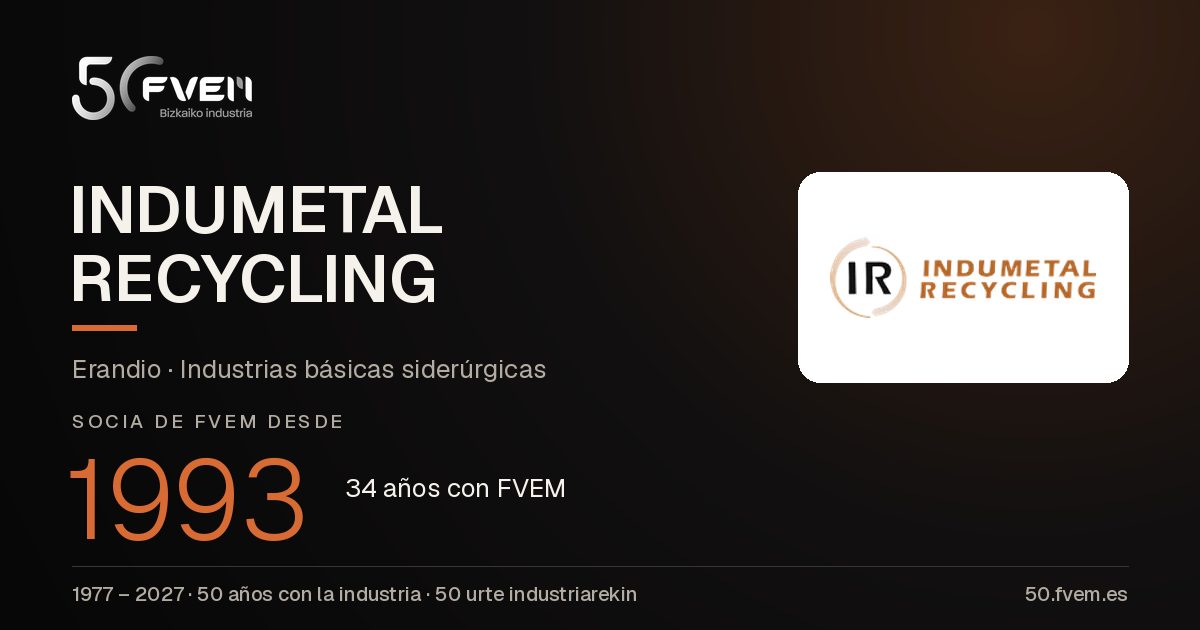 50 FVEM
Bizkaiko industria
INDUMETAL
RECYCLING
IR INDUMETAL
RECYCLING
Erandio · Industrias básicas siderúrgicas
SOCIA DE FVEM DESDE
1993
34 años con FVEM
1977 – 2027 · 50 años con la industria · 50 urte industriarekin
50.fvem.es